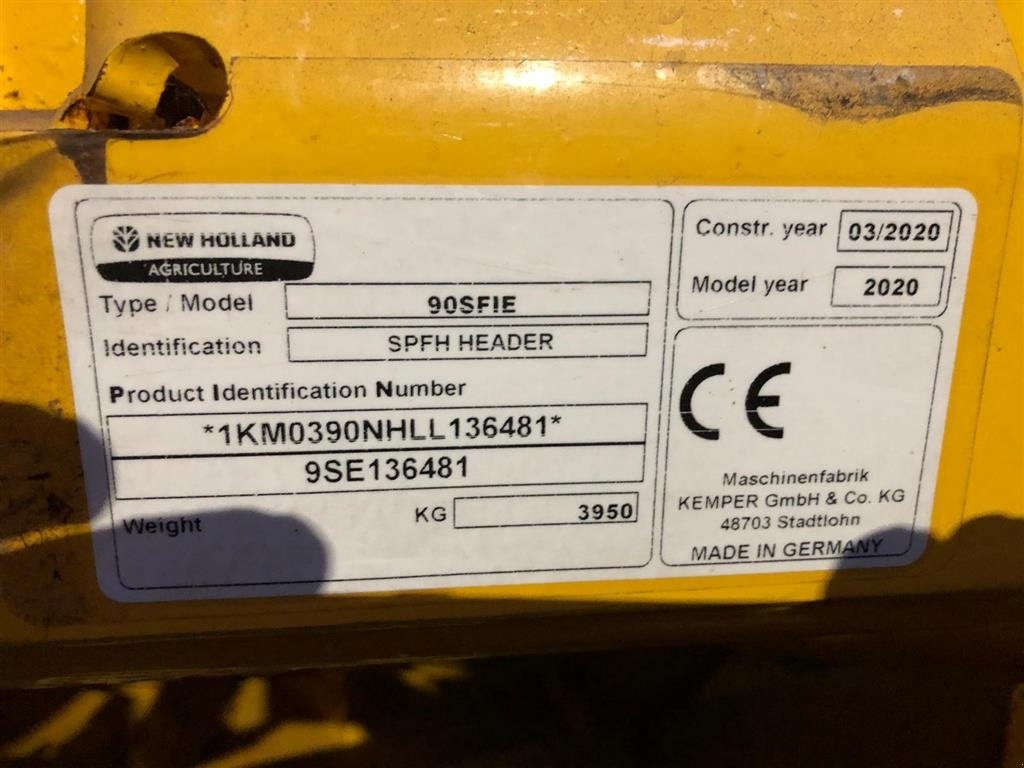 NEW HOLLAND
AGRICULTURE
Type / Model 90SFIE
Identification SPFH HEADER
Product Identification Number
*1KM0390NHLL136481*
9SE136481
Weight KG 3950
Constr. year 03/2020
Model year 2020
CE
Maschinenfabrik
KEMPER GmbH & Co. KG
48703 Stadtlohn
MADE IN GERMANY